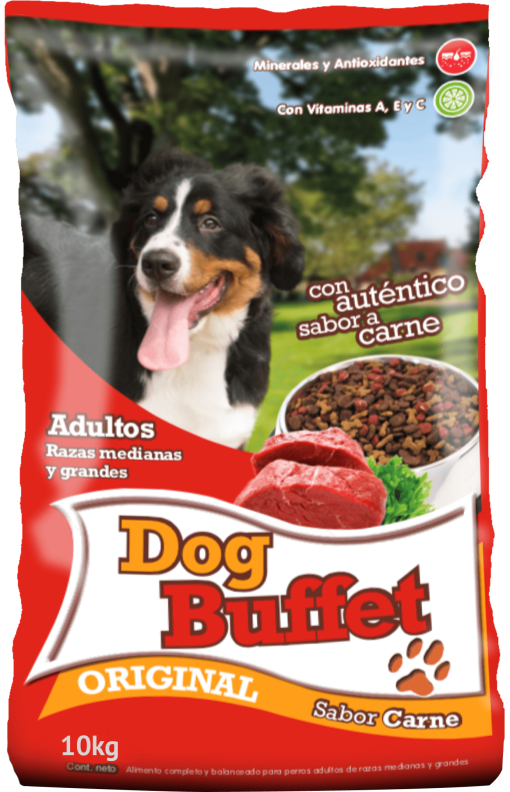 Minerales y Antioxidantes
Con Vitaminas A, E y C
con
auténtico
sabor a
carne
Adultos
Razas medianas
y grandes
Dog
Buffet
ORIGINAL
Sabor Carne
10kg
Cont. neto Alimento completo y balanceado para perros adultos de razas medianas y grandes